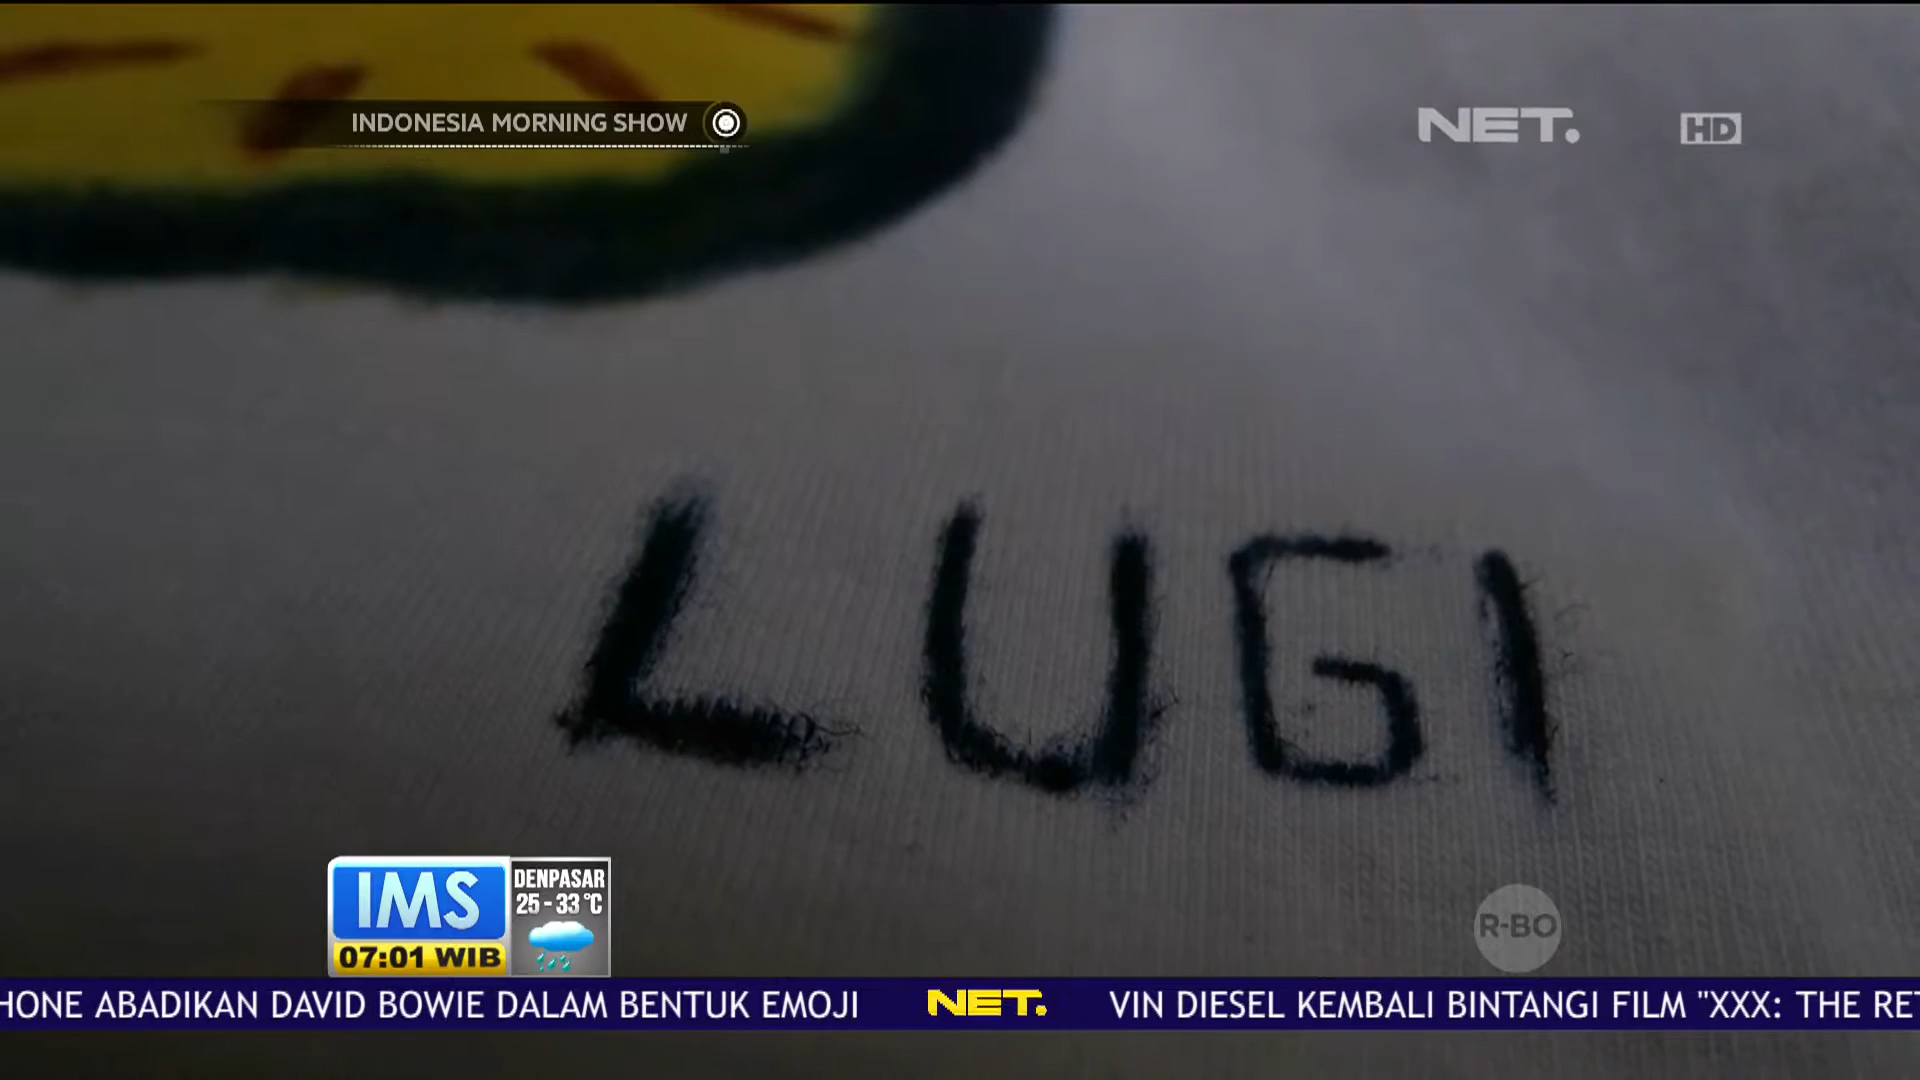 INDONESIA MORNING SHOW
NET.
HD
LUGI
IMS
DENPASAR
25 - 33 °C
07:01 WIB
R-BO
HONE ABADIKAN DAVID BOWIE DALAM BENTUK EMOJI
NET.
VIN DIESEL KEMBALI BINTANGI FILM "XXX: THE RET